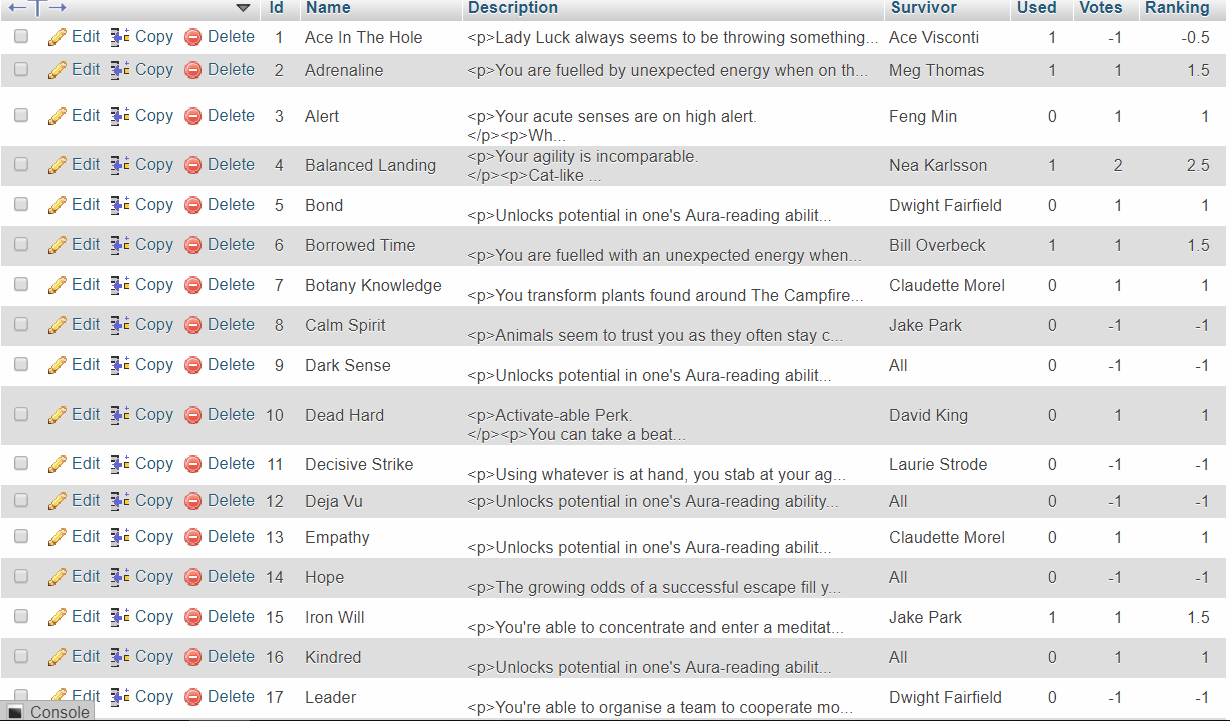 Id Name Description Survivor Used Votes Ranking
Edit Copy Delete 1 Ace In The Hole <p>Lady Luck always seems to be throwing something... Ace Visconti 1 -1 -0.5
Edit Copy Delete 2 Adrenaline <p>You are fuelled by unexpected energy when on th... Meg Thomas 1 1 1.5
Edit Copy Delete 3 Alert <p>Your acute senses are on high alert. Feng Min 0 1 1
</p><p>Wh...
<p>Your agility is incomparable.
Edit Copy Delete 4 Balanced Landing Nea Karlsson 1 2 2.5
</p><p>Cat-like ...
Edit Copy Delete 5 Bond <p>Unlocks potential in one's Aura-reading abilit... Dwight Fairfield 0 1 1
Edit Copy Delete 6 Borrowed Time <p>You are fuelled with an unexpected energy when... Bill Overbeck 1 1 1.5
Edit Copy Delete 7 Botany Knowledge <p>You transform plants found around The Campfire... Claudette Morel 0 1 1
Edit Copy Delete 8 Calm Spirit <p>Animals seem to trust you as they often stay c... Jake Park 0 -1 -1
Edit Copy Delete 9 Dark Sense <p>Unlocks potential in one's Aura-reading abilit... All 0 -1 -1
Edit Copy Delete 10 Dead Hard <p>Activate-able Perk. David King 0 1 1
</p><p>You can take a beat...
Edit Copy Delete 11 Decisive Strike <p>Using whatever is at hand, you stab at your ag... Laurie Strode 0 -1 -1
Edit Copy Delete 12 Deja Vu <p>Unlocks potential in one's Aura-reading ability... All 0 -1 -1
Edit Copy Delete 13 Empathy <p>Unlocks potential in one's Aura-reading abilit... Claudette Morel 0 1 1
Edit Copy Delete 14 Hope <p>The growing odds of a successful escape fill y... All 0 -1 -1
Edit Copy Delete 15 Iron Will <p>You're able to concentrate and enter a meditat... Jake Park 1 1 1.5
Edit Copy Delete 16 Kindred <p>Unlocks potential in one's Aura-reading abilit... All 0 1 1
Edit Copy Delete 17 Leader <p>You're able to organise a team to cooperate mo... Dwight Fairfield 0 -1 -1
Console